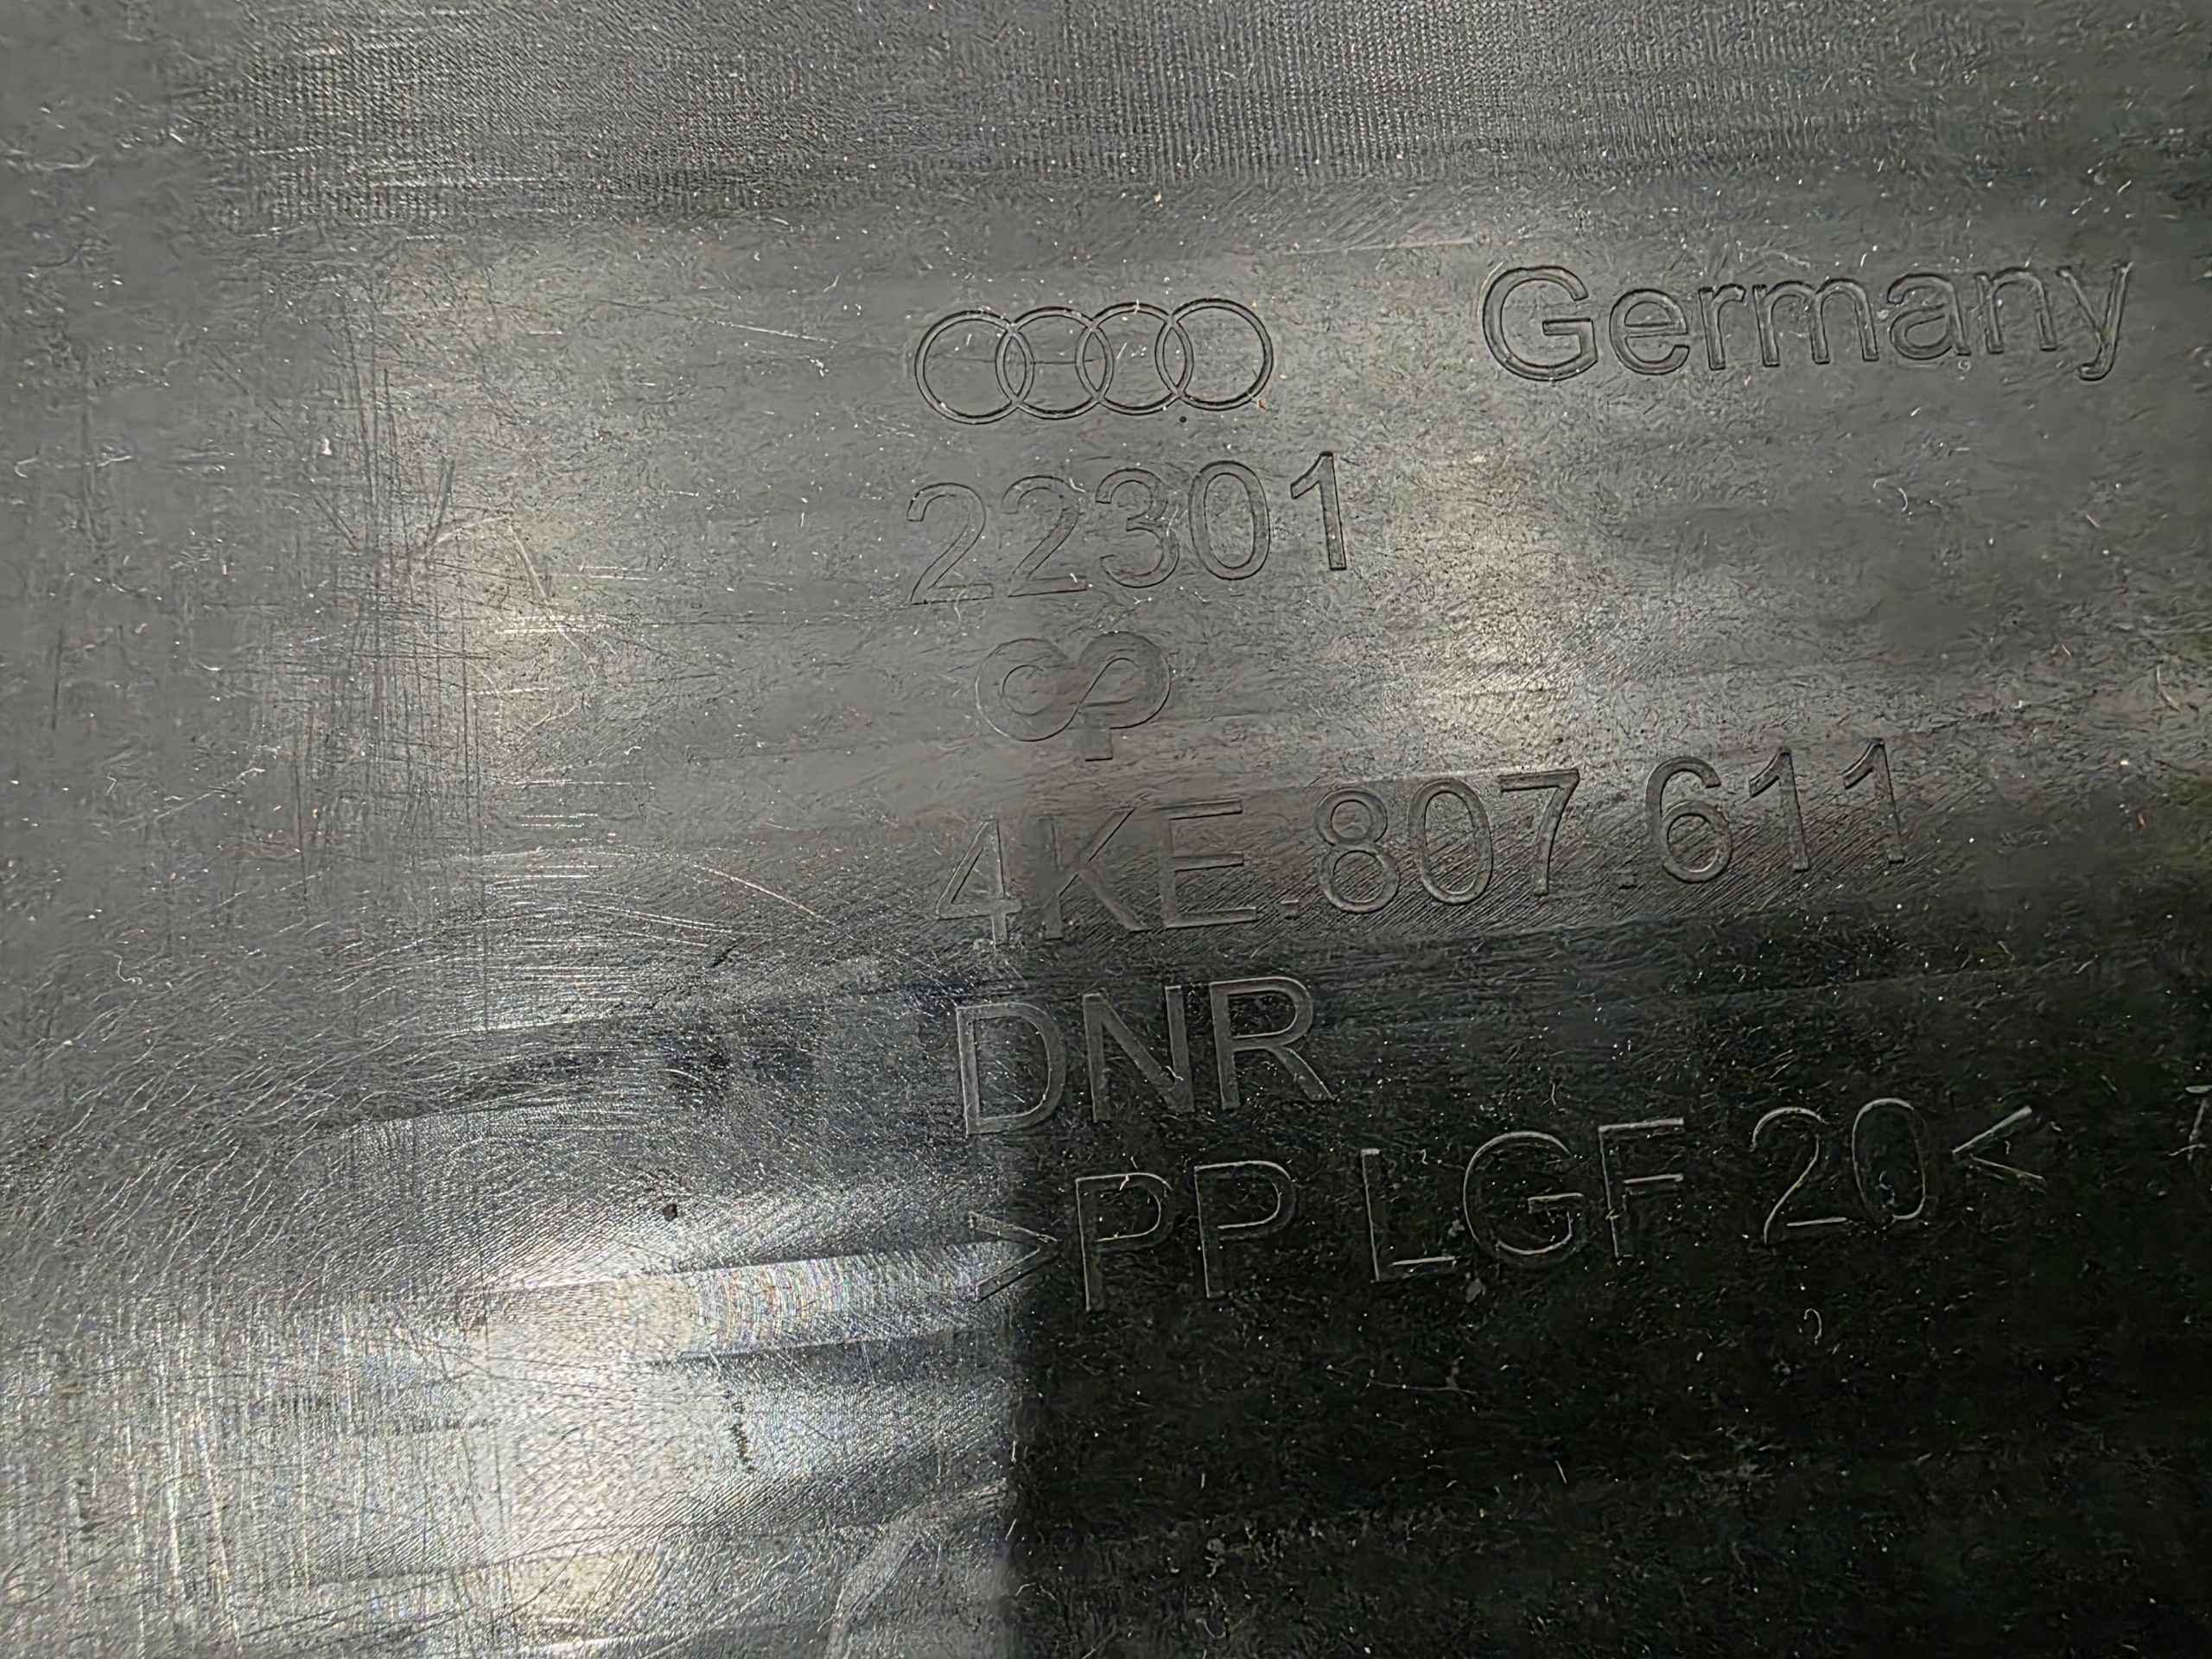 Germany
22301
4KE.807.611
DNR
>PP LGF 20<